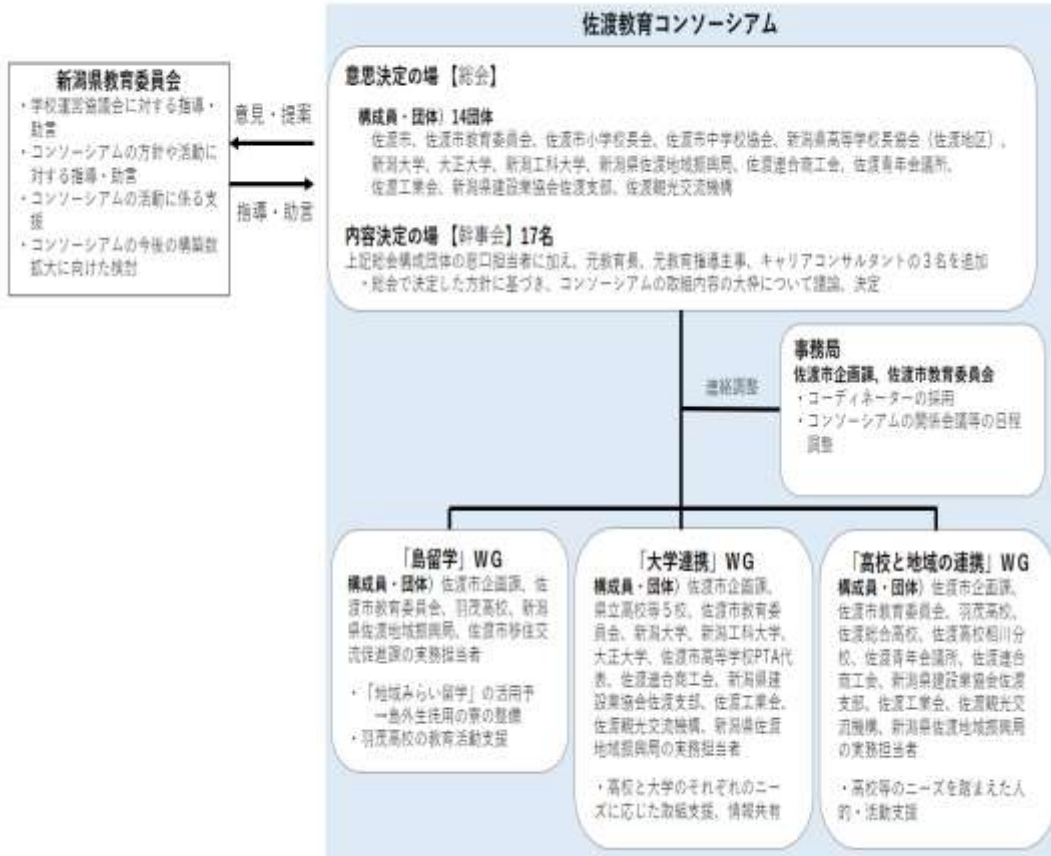 佐渡教育コンソーシアム
新潟県教育委員会
・学校運営協議会に対する指導・
助言
・コンソーシアムの方針や活動に
対する指導・助言
・コンソーシアムの活動に係る支
援
・コンソーシアムの今後の構築数
拡大に向けた検討
意見・提案
指導・助言
意思決定の場 【総会】
構成員・団体）14団体
佐渡市、佐渡市教育委員会、佐渡市小学校長会、佐渡市中学校協会、新潟県高等学校長協会（佐渡地区）、
新潟大学、大正大学、新潟工科大学、新潟県佐渡地域振興局、佐渡連合商工会、佐渡青年会議所、
佐渡工業会、新潟県建設業協会佐渡支部、佐渡観光交流機構
内容決定の場 【幹事会】17名
上記総会構成団体の窓口担当者に加え、元教育長、元教育指導主事、キャリアコンサルタントの３名を追加
・総会で決定した方針に基づき、コンソーシアムの取組内容の大枠について議論、決定
連絡調整
事務局
佐渡市企画課、佐渡市教育委員会
・コーディネーターの採用
・コンソーシアムの関係会議等の日程
調整
「島留学」ＷＧ
構成員・団体）佐渡市企画課、佐
渡市教育委員会、羽茂高校、新潟
県佐渡地域振興局、佐渡市移住交
流促進課の実務担当者
・「地域みらい留学」の活用予
→島外生徒用の寮の整備
・羽茂高校の教育活動支援
「大学連携」ＷＧ
構成員・団体）佐渡市企画課、
県立高校等５校、佐渡市教育委
員会、新潟大学、新潟工科大学、
大正大学、佐渡市高等学校PTA代
表、佐渡連合商工会、新潟県建
設業協会佐渡支部、佐渡工業会、
佐渡観光交流機構、新潟県佐渡
地域振興局の実務担当者
・高校と大学のそれぞれのニー
ズに応じた取組支援、情報共有
「高校と地域の連携」ＷＧ
構成員・団体）佐渡市企画課、
佐渡市教育委員会、羽茂高校、
佐渡総合高校、佐渡高校相川分
校、佐渡青年会議所、佐渡連合
商工会、新潟県建設業協会佐渡
支部、佐渡工業会、佐渡観光交
流機構、新潟県佐渡地域振興局
の実務担当者
・高校等のニーズを踏まえた人
的・活動支援